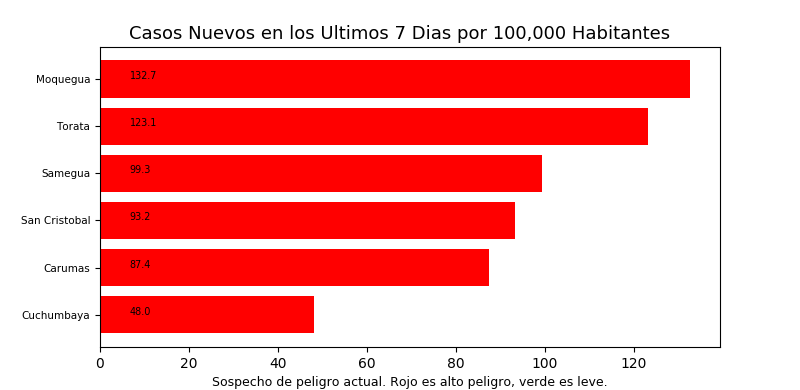 Casos Nuevos en los Ultimos 7 Dias por 100,000 Habitantes
Moquegua 132.7
Torata 123.1
Samegua 99.3
San Cristobal 93.2
Carumas 87.4
Cuchumbaya 48.0
0 20 40 60 80 100 120
Sospecho de peligro actual. Rojo es alto peligro, verde es leve.